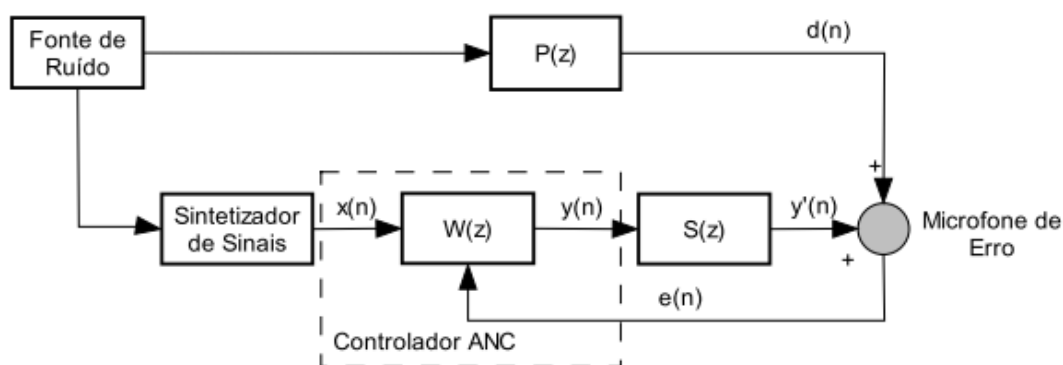 Fonte de
Ruído
P(z)
d(n)
+
Sintetizador
de Sinais
x(n)
W(z)
y(n)
S(z)
y'(n)
+
Microfone de
Erro
e(n)
Controlador ANC